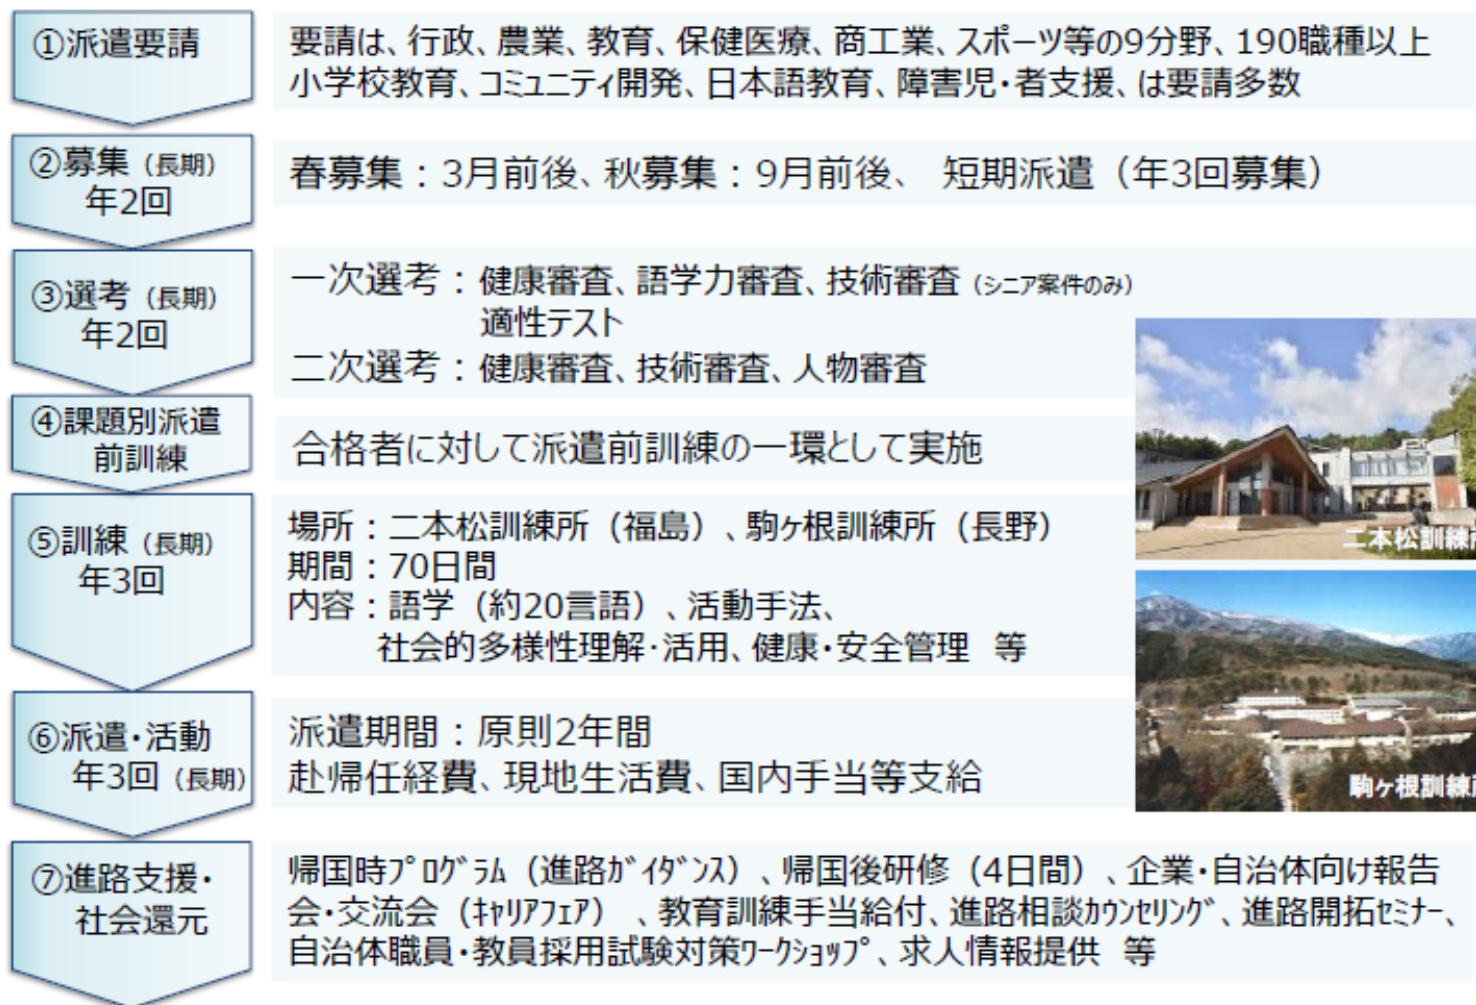 ①派遣要請
要請は、行政、農業、教育、保健医療、商工業、スポーツ等の9分野、190職種以上
小学校教育、コミュニティ開発、日本語教育、障害児・者支援、は要請多数
②募集（長期）
年2回
春募集：3月前後、秋募集：9月前後、 短期派遣（年3回募集）
③選考（長期）
年2回
一次選考：健康審査、語学力審査、技術審査（シニア案件のみ）
適性テスト
二次選考：健康審査、技術審査、人物審査
④課題別派遣
前訓練
合格者に対して派遣前訓練の一環として実施
⑤訓練（長期）
年3回
場所：二本松訓練所（福島）、駒ヶ根訓練所（長野）
期間：70日間
内容：語学（約20言語）、活動手法、
社会的多様性理解・活用、健康・安全管理 等
二本松訓練所
駒ヶ根訓練所
⑥派遣・活動
年3回（長期）
派遣期間：原則2年間
赴帰任経費、現地生活費、国内手当等支給
⑦進路支援・
社会還元
帰国時ﾌﾟﾛｸﾞﾗﾑ（進路ｶﾞｲﾀﾞﾝｽ）、帰国後研修（4日間）、企業・自治体向け報告
会・交流会（ｷｬﾘｱﾌｪｱ） 、教育訓練手当給付、進路相談ｶｳﾝｾﾘﾝｸﾞ、進路開拓ｾﾐﾅｰ、
自治体職員・教員採用試験対策ﾜｰｸｼｮｯﾌﾟ、求人情報提供 等